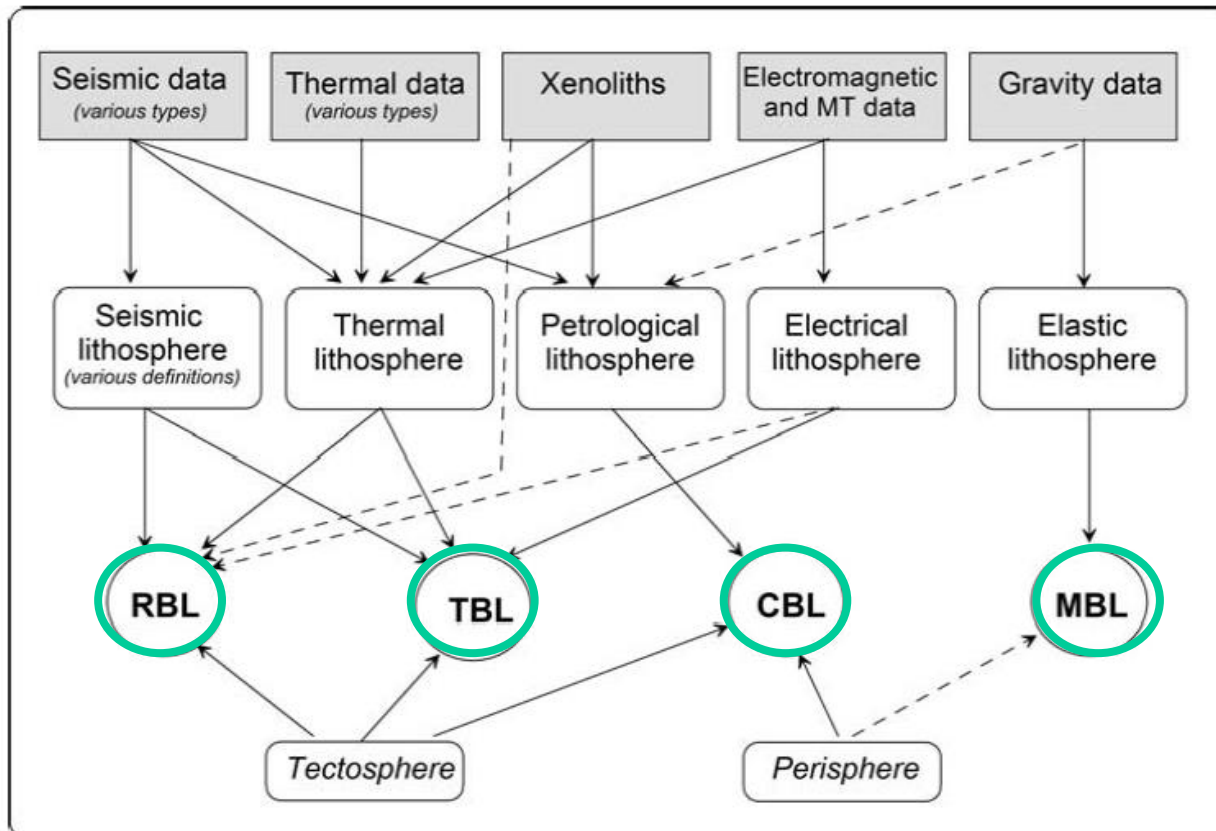 Seismic data
(various types)
Thermal data
(various types)
Xenoliths
Electromagnetic
and MT data
Gravity data
Seismic
lithosphere
(various definitions)
Thermal
lithosphere
Petrological
lithosphere
Electrical
lithosphere
Elastic
lithosphere
RBL
TBL
CBL
MBL
Tectosphere
Perisphere